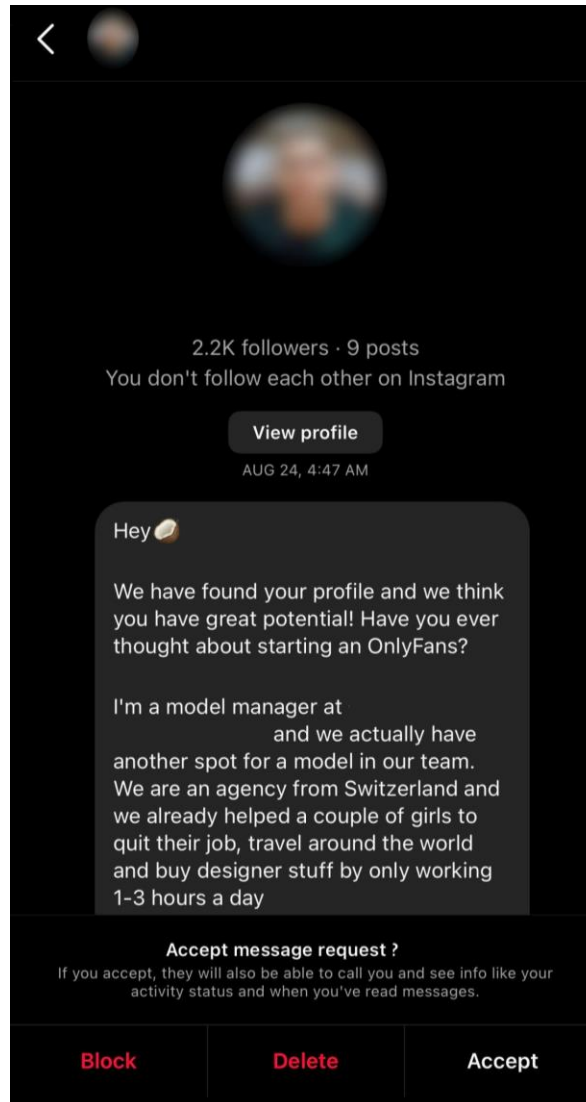 2.2K followers · 9 posts
You don't follow each other on Instagram
View profile
AUG 24, 4:47 AM
Hey🥥
We have found your profile and we think
you have great potential! Have you ever
thought about starting an OnlyFans?
I'm a model manager at
and we actually have
another spot for a model in our team.
We are an agency from Switzerland and
we already helped a couple of girls to
quit their job, travel around the world
and buy designer stuff by only working
1-3 hours a day
Accept message request ?
If you accept, they will also be able to call you and see info like your
activity status and when you've read messages.
Block
Delete
Accept